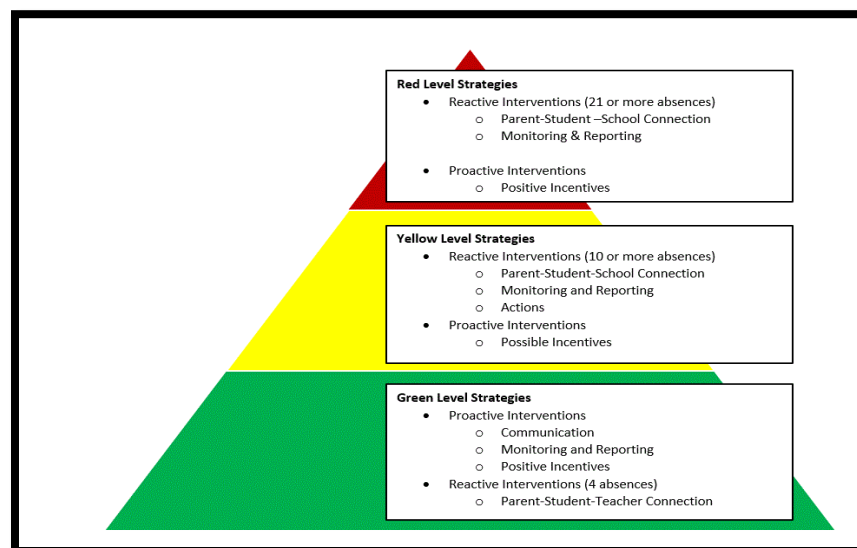 Red Level Strategies
• Reactive Interventions (21 or more absences)
o Parent-Student –School Connection
o Monitoring & Reporting
• Proactive Interventions
o Positive Incentives
Yellow Level Strategies
• Reactive Interventions (10 or more absences)
o Parent-Student-School Connection
o Monitoring and Reporting
o Actions
• Proactive Interventions
o Possible Incentives
Green Level Strategies
• Proactive Interventions
o Communication
o Monitoring and Reporting
o Positive Incentives
• Reactive Interventions (4 absences)
o Parent-Student-Teacher Connection